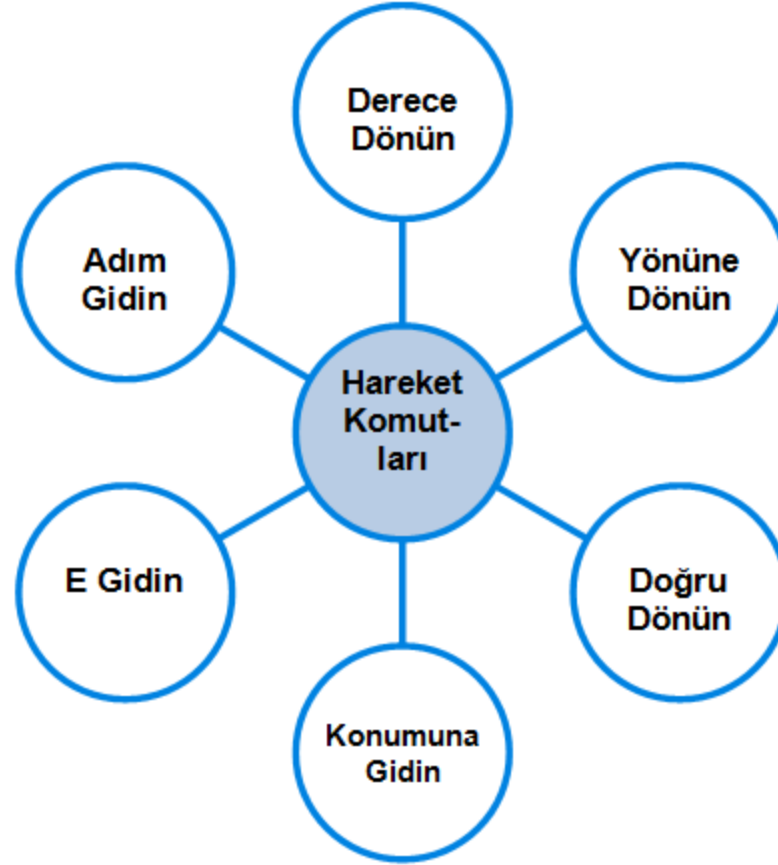 Derece
Dönün
Adım
Gidin
Yönüne
Dönün
Hareket
Komut-
ları
E Gidin
Doğru
Dönün
Konumuna
Gidin